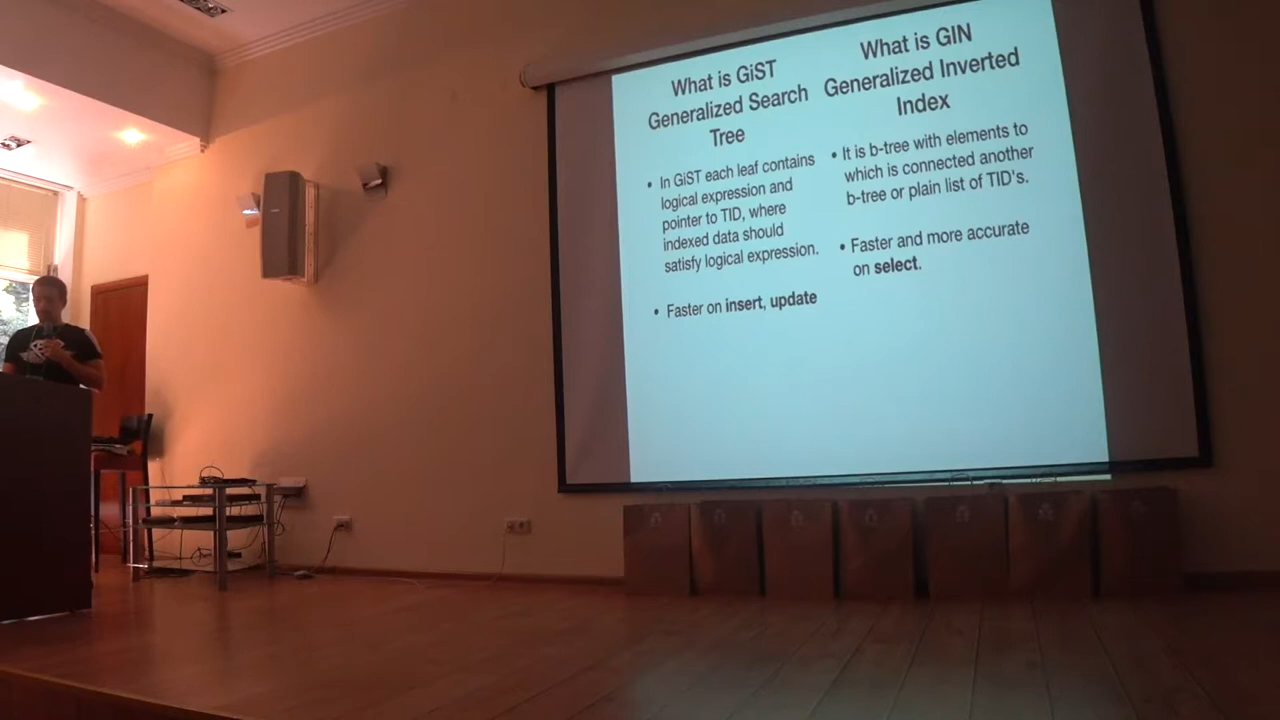 What is GiST
Generalized Search
Tree
• In GiST each leaf contains
logical expression and
pointer to TID, where
indexed data should
satisfy logical expression.
• Faster on insert, update
What is GIN
Generalized Inverted
Index
• It is b-tree with elements to
which is connected another
b-tree or plain list of TID's.
• Faster and more accurate
on select.